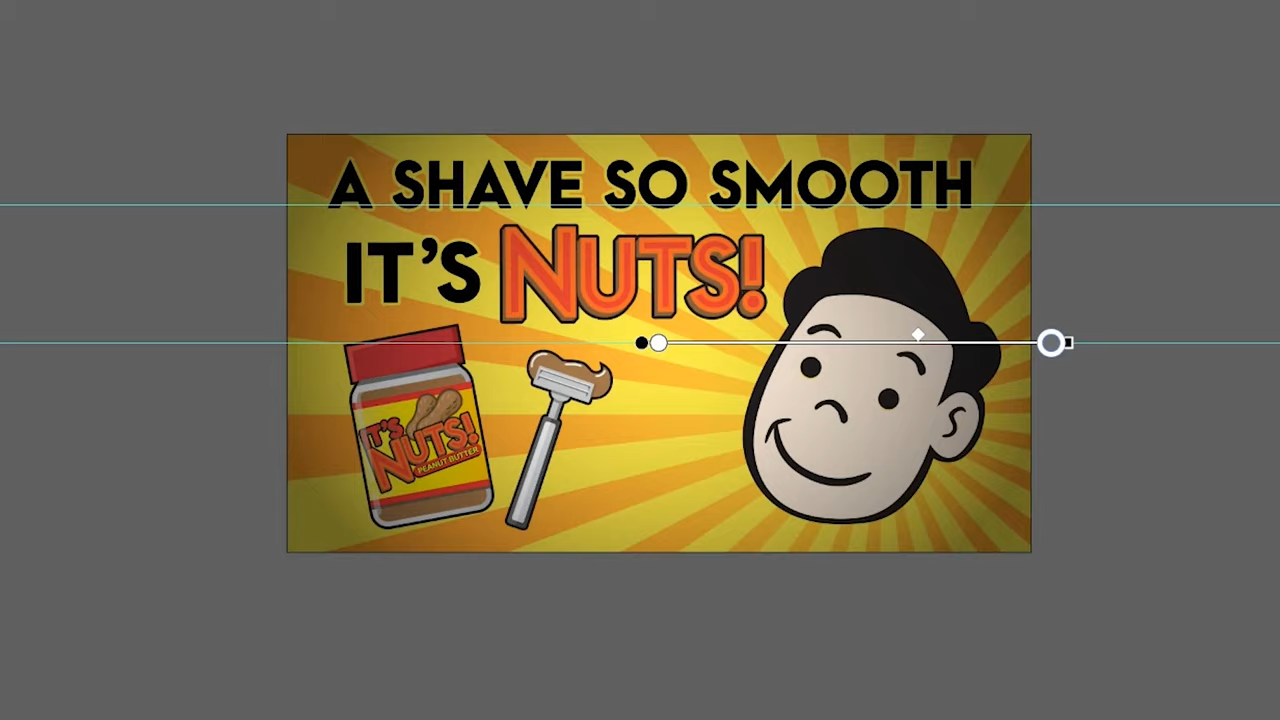 A SHAVE SO SMOOTH
IT'S NUTS!
IT'S
NUTS!
PEANUT BUTTER